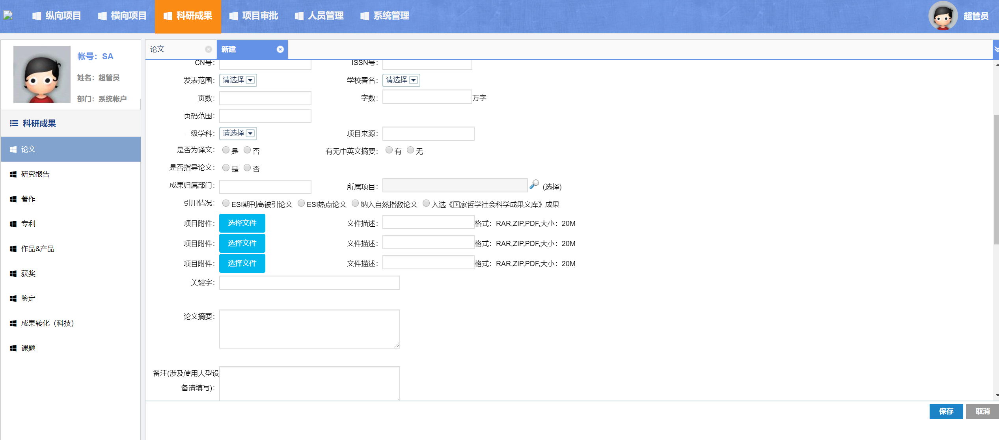 纵向项目 横向项目 科研成果 项目审批 人员管理 系统管理 超管员
帐号：SA
姓名：超管员
部门：系统帐户
科研成果
论文
研究报告
著作
专利
作品&产品
获奖
鉴定
成果转化（科技）
课题
论文 新建
CN号： ISSN号：
发表范围： 请选择 学校署名： 请选择
页数： 字数： 万字
页码范围：
一级学科： 请选择 项目来源：
是否为译文： 是 否 有无中英文摘要： 有 无
是否指导论文： 是 否
成果归属部门： 所属项目： (选择)
引用情况： ESI期刊高被引论文 ESI热点论文 纳入自然指数论文 入选《国家哲学社会科学成果文库》成果
项目附件： 选择文件 文件描述： 格式：RAR,ZIP,PDF,大小：20M
项目附件： 选择文件 文件描述： 格式：RAR,ZIP,PDF,大小：20M
项目附件： 选择文件 文件描述： 格式：RAR,ZIP,PDF,大小：20M
关键字：
论文摘要：
备注(涉及使用大型设
备请填写)：
保存 取消